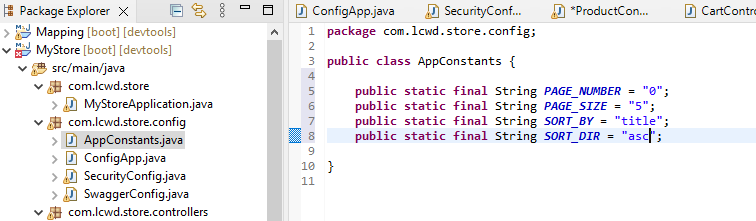 Package Explorer
Mapping [boot] [devtools]
MyStore [boot] [devtools]
src/main/java
com.lcwd.store
MyStoreApplication.java
com.lcwd.store.config
AppConstants.java
ConfigApp.java
SecurityConfig.java
SwaggerConfig.java
com.lcwd.store.controllers
ConfigApp.java
SecurityConf...
*ProductCon...
CartContr
1 package com.lcwd.store.config;
2
3 public class AppConstants {
4
5 public static final String PAGE_NUMBER = "0";
6 public static final String PAGE_SIZE = "5";
7 public static final String SORT_BY = "title";
8 public static final String SORT_DIR = "asc";
9
10 }
11